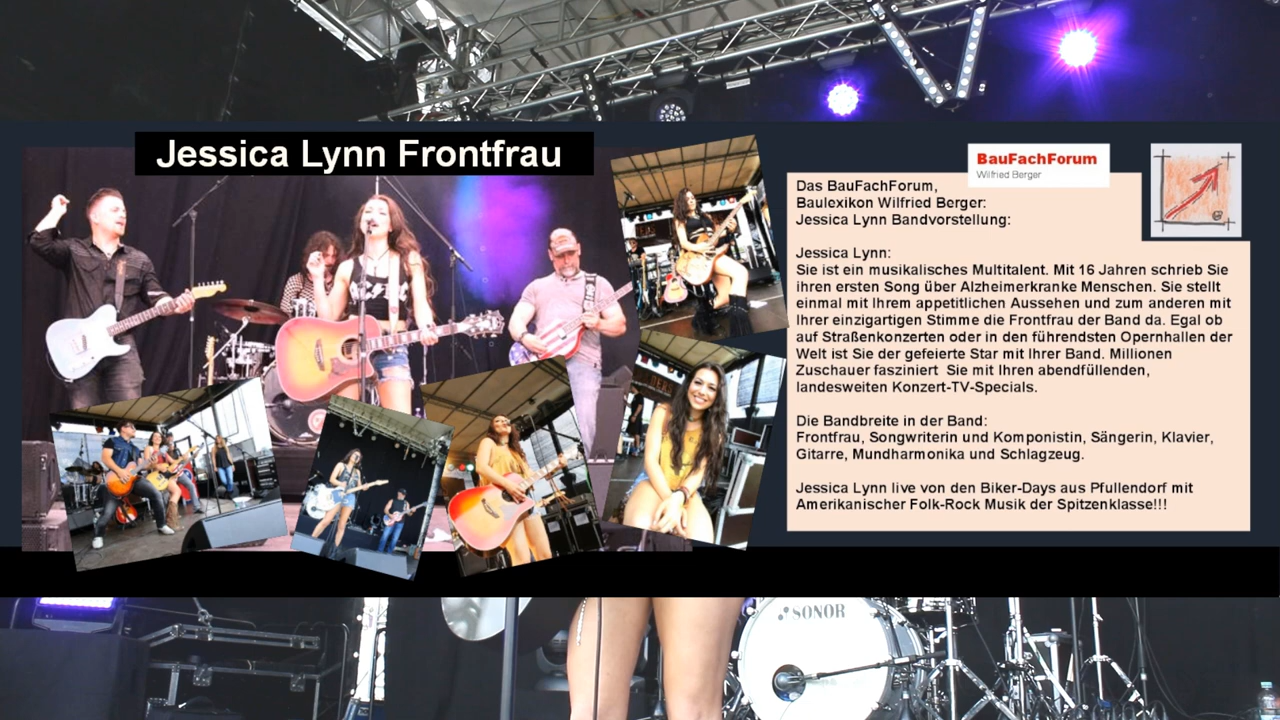 Jessica Lynn Frontfrau
BauFachForum
Wilfried Berger
Das BauFachForum,
Baulexikon Wilfried Berger:
Jessica Lynn Bandvorstellung:
Jessica Lynn:
Sie ist ein musikalisches Multitalent. Mit 16 Jahren schrieb Sie
ihren ersten Song über Alzheimerkranke Menschen. Sie stellt
einmal mit Ihrem appetitlichen Aussehen und zum anderen mit
Ihrer einzigartigen Stimme die Frontfrau der Band da. Egal ob
auf Straßenkonzerten oder in den führendsten Opernhallen der
Welt ist Sie der gefeierte Star mit Ihrer Band. Millionen
Zuschauer fasziniert  Sie mit Ihren abendfüllenden,
landesweiten Konzert-TV-Specials.
Die Bandbreite in der Band:
Frontfrau, Songwriterin und Komponistin, Sängerin, Klavier,
Gitarre, Mundharmonika und Schlagzeug.
Jessica Lynn live von den Biker-Days aus Pfullendorf mit
Amerikanischer Folk-Rock Musik der Spitzenklasse!!!
SONOR